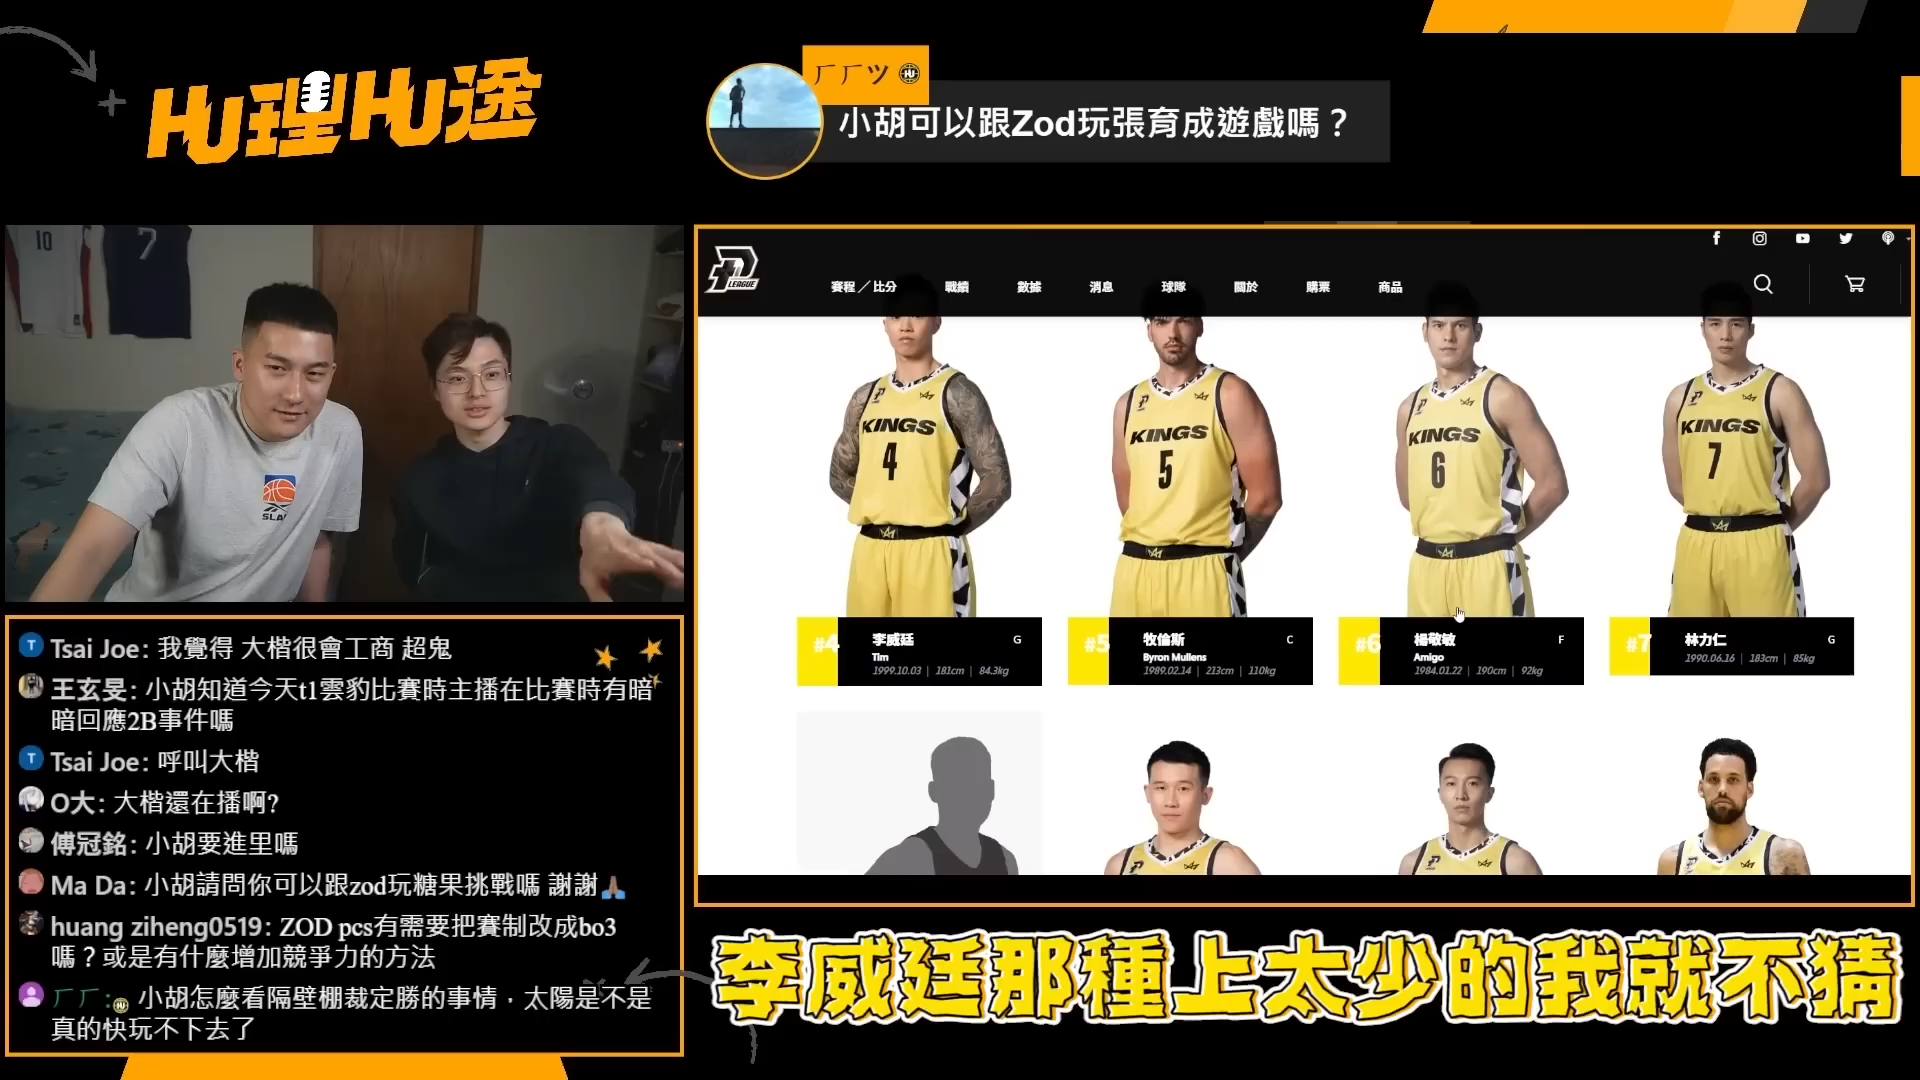 HU理HU途
厂厂ツ
小胡可以跟Zod玩張育成遊戲嗎？
10
7
SLA
P LEAGUE
賽程／比分 戰績 數據 消息 球隊 關於 購票 商品
KINGS 4
KINGS 5
KINGS 6
KINGS 7
#4 李威廷 G
Tim
1999.10.03 | 181cm | 84.3kg
#5 牧倫斯 C
Byron Mullens
1989.02.14 | 213cm | 110kg
#6 楊敬敏 F
Amigo
1984.01.22 | 190cm | 92kg
#7 林力仁 G
1990.06.16 | 183cm | 85kg
Tsai Joe: 我覺得 大楷很會工商 超鬼
王玄旻: 小胡知道今天t1雲豹比賽時主播在比賽時有暗
暗回應2B事件嗎
Tsai Joe: 呼叫大楷
O大: 大楷還在播啊?
傅冠銘: 小胡要進里嗎
Ma Da: 小胡請問你可以跟zod玩糖果挑戰嗎 謝謝🙏🏾
huang ziheng0519: ZOD pcs有需要把賽制改成bo3
嗎？或是有什麼增加競爭力的方法
厂厂: 小胡怎麼看隔壁棚裁定勝的事情，太陽是不是
真的快玩不下去了
李威廷那種上太少的我就不猜